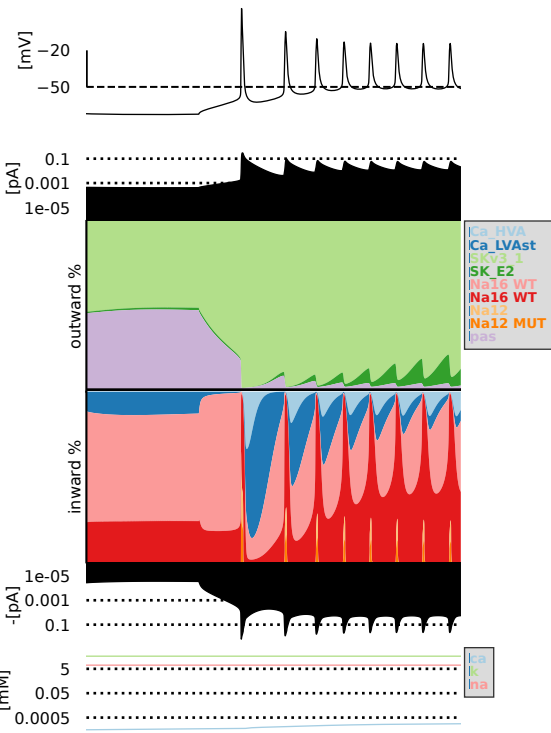 [mV]
−20
−50
[pA]
0.1
0.001
1e-05
outward %
Ca_HVA
Ca_LVAst
SKv3_1
SK_E2
Na16 WT
Na16 WT
Na12
Na12 MUT
pas
inward %
-[pA]
1e-05
0.001
0.1
[mM]
5
0.05
0.0005
ca
k
na